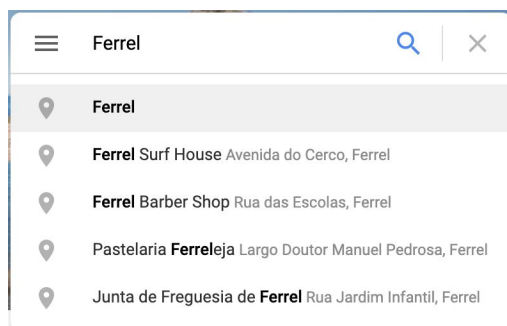 Ferrel
Ferrel
Ferrel Surf House Avenida do Cerco, Ferrel
Ferrel Barber Shop Rua das Escolas, Ferrel
Pastelaria Ferreleja Largo Doutor Manuel Pedrosa, Ferrel
Junta de Freguesia de Ferrel Rua Jardim Infantil, Ferrel